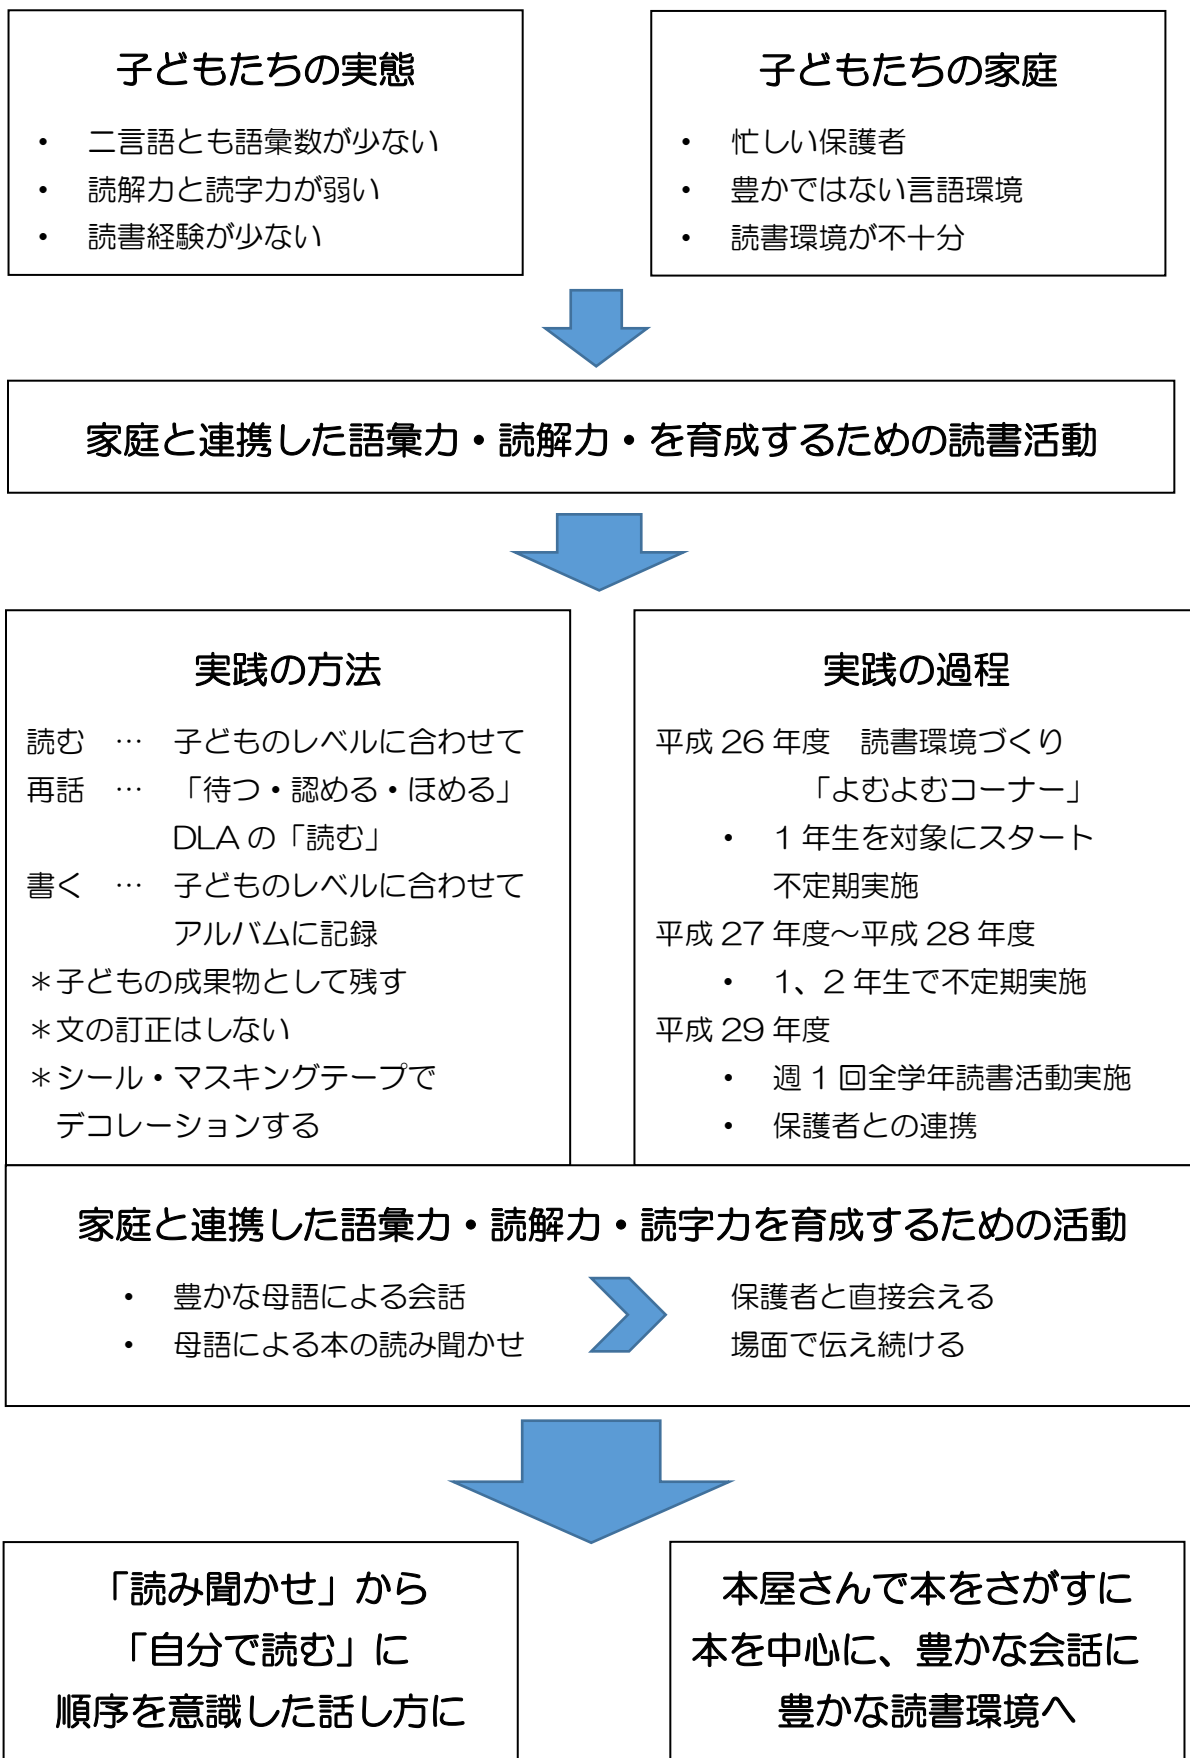 子どもたちの実態
・ 二言語とも語彙数が少ない
・ 読解力と読字力が弱い
・ 読書経験が少ない
子どもたちの家庭
・ 忙しい保護者
・ 豊かではない言語環境
・ 読書環境が不十分
家庭と連携した語彙力・読解力・を育成するための読書活動
実践の方法
読む … 子どものレベルに合わせて
再話 … 「待つ・認める・ほめる」
DLAの「読む」
書く … 子どものレベルに合わせて
アルバムに記録
＊子どもの成果物として残す
＊文の訂正はしない
＊シール・マスキングテープで
デコレーションする
実践の過程
平成26年度 読書環境づくり
「よむよむコーナー」
・ 1年生を対象にスタート
不定期実施
平成27年度～平成28年度
・ 1、2年生で不定期実施
平成29年度
・ 週1回全学年読書活動実施
・ 保護者との連携
家庭と連携した語彙力・読解力・読字力を育成するための活動
・ 豊かな母語による会話
・ 母語による本の読み聞かせ
保護者と直接会える
場面で伝え続ける
「読み聞かせ」から
「自分で読む」に
順序を意識した話し方に
本屋さんで本をさがすに
本を中心に、豊かな会話に
豊かな読書環境へ